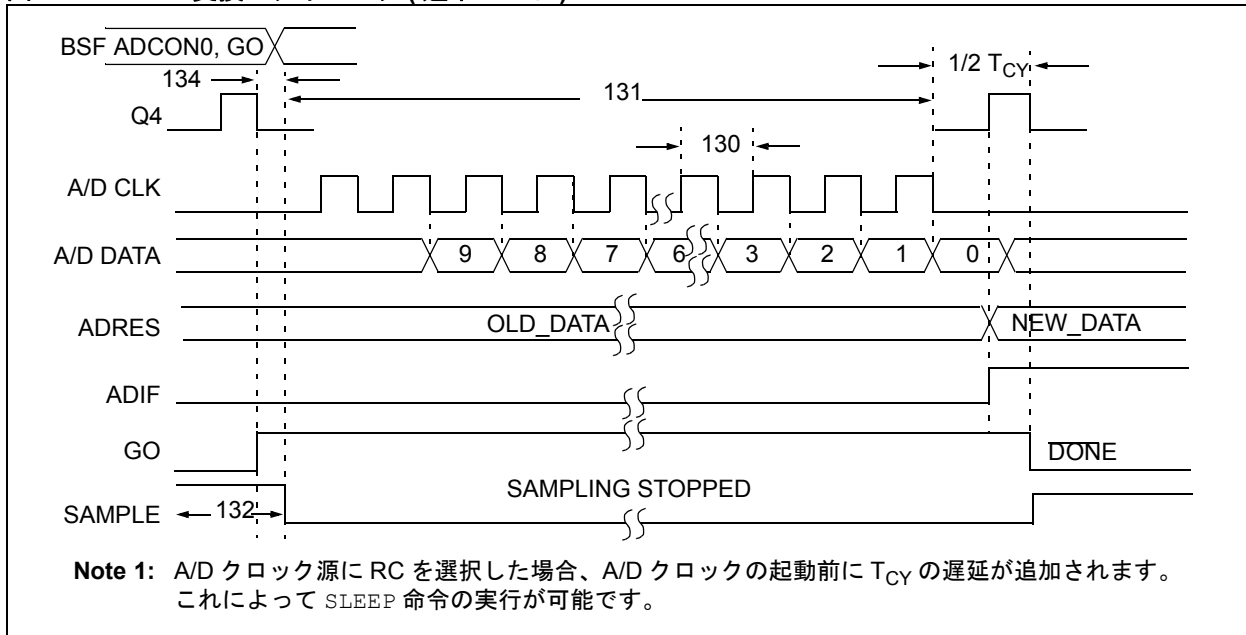 BSF ADCON0, GO
134
1/2 TCY
131
Q4
130
A/D CLK
A/D DATA
9 8 7 6 3 2 1 0
ADRES
OLD_DATA
NEW_DATA
ADIF
GO
DONE
SAMPLING STOPPED
SAMPLE
132
Note 1: A/D クロック源に RC を選択した場合、A/D クロックの起動前に TCY の遅延が追加されます。
これによって SLEEP 命令の実行が可能です。